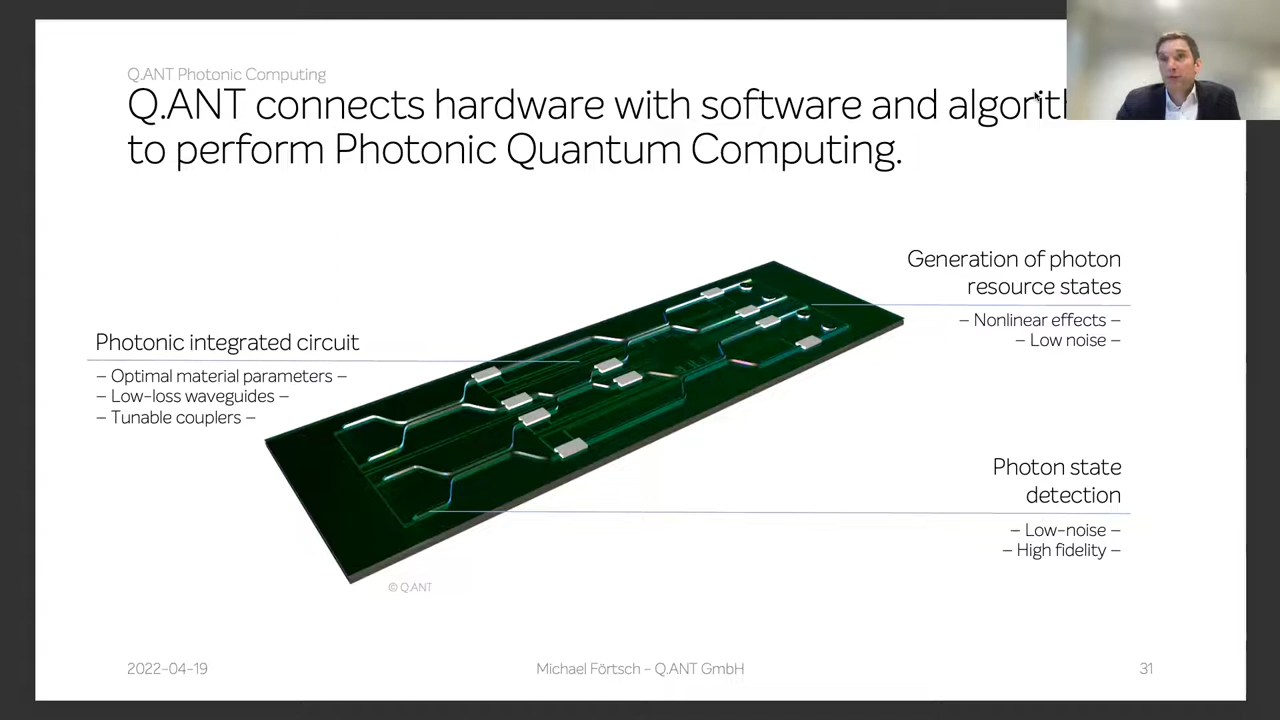 Q.ANT Photonic Computing
Q.ANT connects hardware with software and
to perform Photonic Quantum Computing.
Generation of photon
resource states
– Nonlinear effects –
– Low noise –
Photonic integrated circuit
– Optimal material parameters –
– Low-loss waveguides –
– Tunable couplers –
Photon state
detection
– Low-noise –
– High fidelity –
© Q.ANT
2022-04-19
Michael Förtsch – Q.ANT GmbH
31